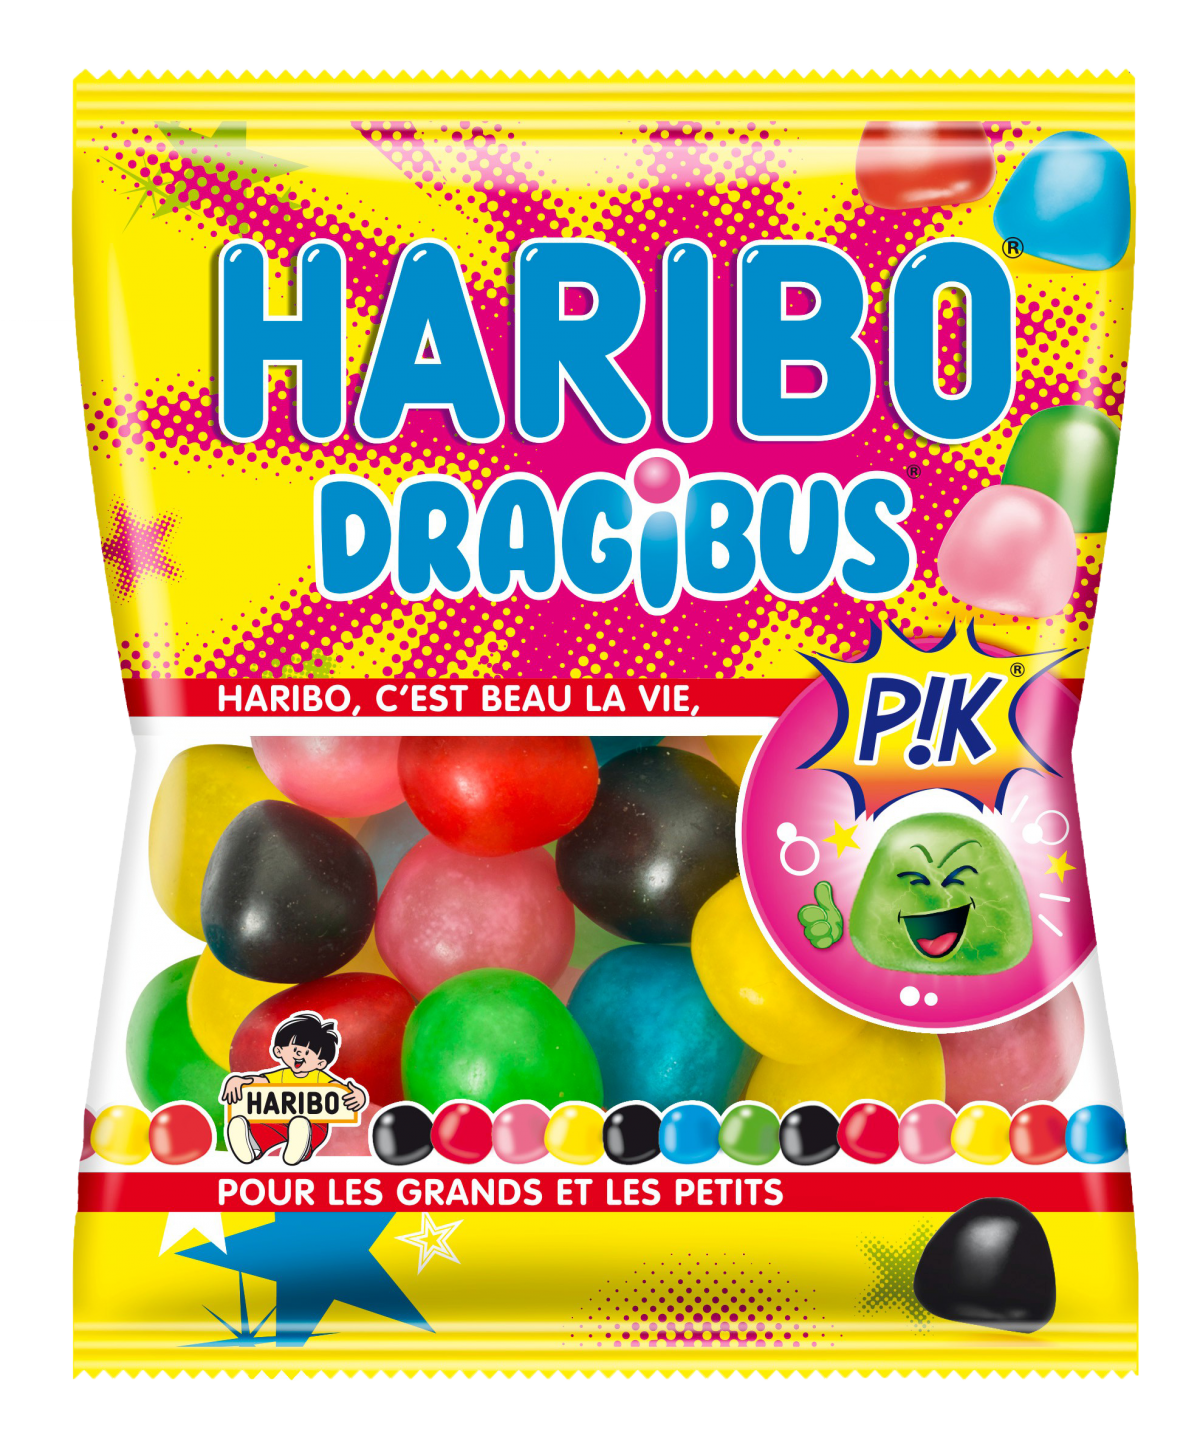 HARIBO®
DRAGiBUS®
HARIBO, C'EST BEAU LA VIE,
P!K®
HARIBO
POUR LES GRANDS ET LES PETITS